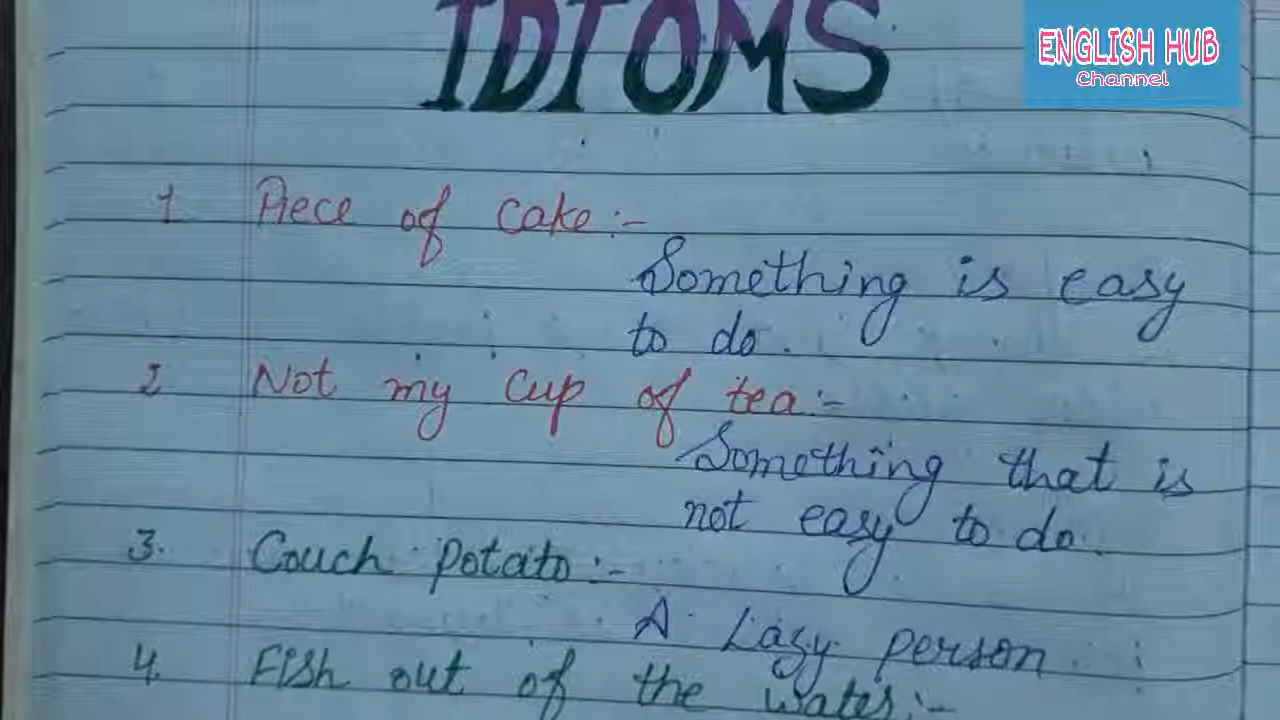 IDIOMS
ENGLISH HUB
Channel
1 Piece of cake:-
Something is easy
to do.
2 Not my cup of tea:-
Something that is
not easy to do.
3. Couch potato:-
A Lazy person
4. Fish out of the water:-